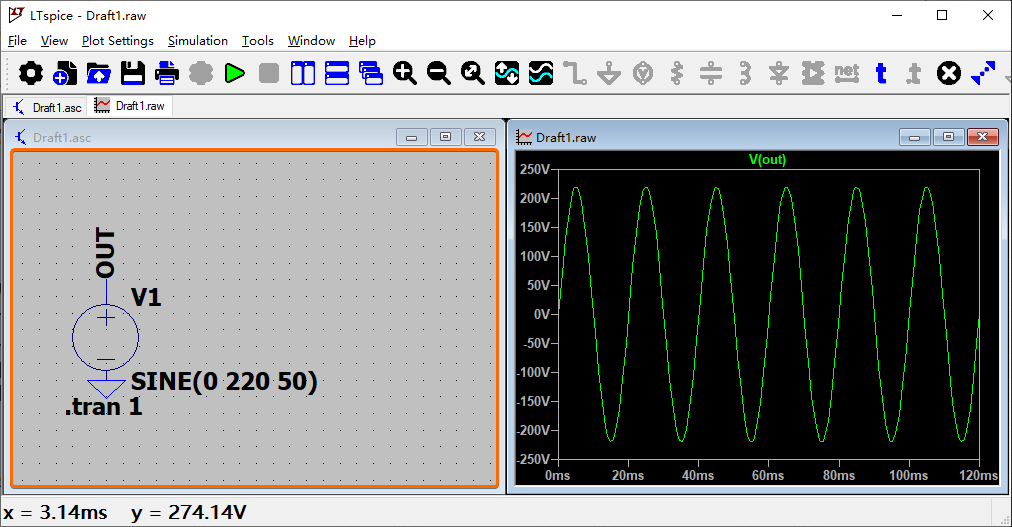 LTspice - Draft1.raw
File View Plot Settings Simulation Tools Window Help
net t .t
Draft1.asc Draft1.raw
Draft1.asc
OUT
V1
SINE(0 220 50)
.tran 1
Draft1.raw
V(out)
250V
200V
150V
100V
50V
0V
-50V
-100V
-150V
-200V
-250V
0ms 20ms 40ms 60ms 80ms 100ms 120ms
x = 3.14ms y = 274.14V